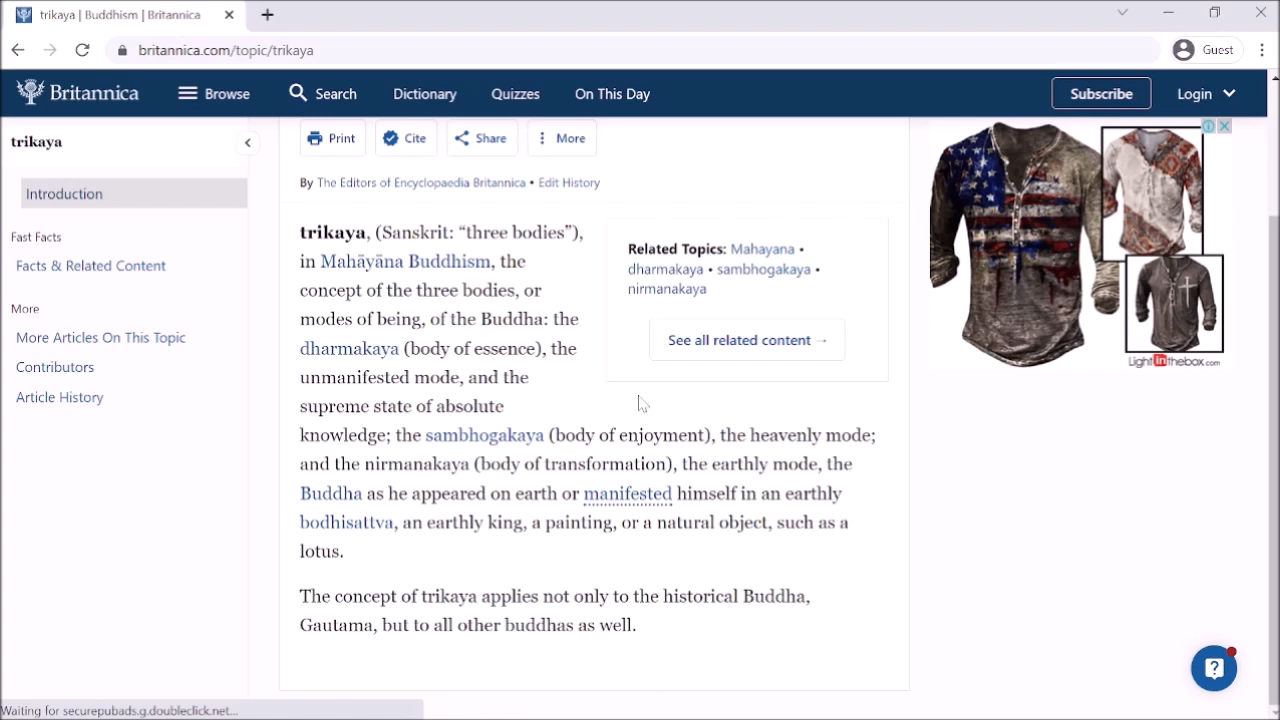 trikaya | Buddhism | Britannica
britannica.com/topic/trikaya
Guest
Britannica
Browse
Search
Dictionary
Quizzes
On This Day
Subscribe
Login
trikaya
Introduction
Fast Facts
Facts & Related Content
More
More Articles On This Topic
Contributors
Article History
Print
Cite
Share
More
By The Editors of Encyclopaedia Britannica • Edit History
trikaya, (Sanskrit: “three bodies”),
in Mahāyāna Buddhism, the
concept of the three bodies, or
modes of being, of the Buddha: the
dharmakaya (body of essence), the
unmanifested mode, and the
supreme state of absolute
knowledge; the sambhogakaya (body of enjoyment), the heavenly mode;
and the nirmanakaya (body of transformation), the earthly mode, the
Buddha as he appeared on earth or manifested himself in an earthly
bodhisattva, an earthly king, a painting, or a natural object, such as a
lotus.
The concept of trikaya applies not only to the historical Buddha,
Gautama, but to all other buddhas as well.
Related Topics: Mahayana •
dharmakaya • sambhogakaya •
nirmanakaya
See all related content →
Lightinthebox.com
Waiting for securepubads.g.doubleclick.net...